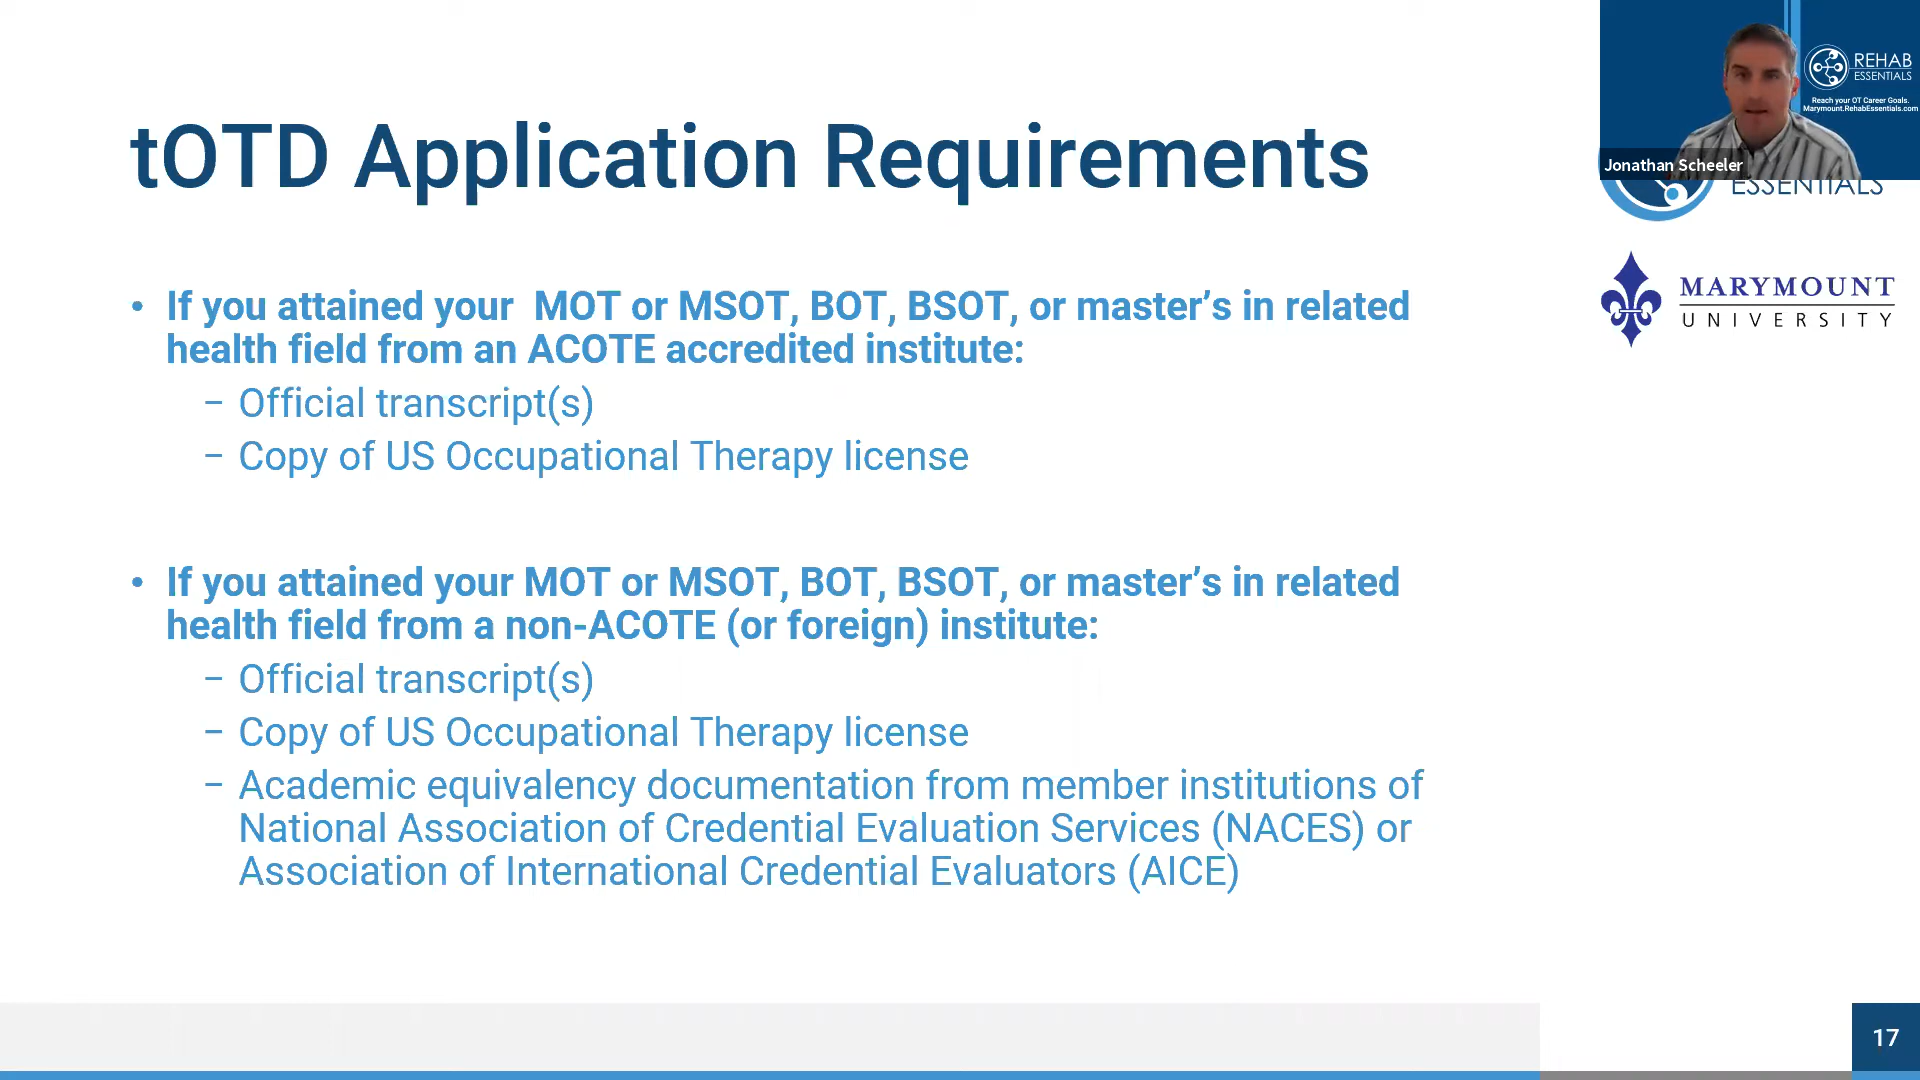 tOTD Application Requirements
• If you attained your  MOT or MSOT, BOT, BSOT, or master’s in related
health field from an ACOTE accredited institute:
– Official transcript(s)
– Copy of US Occupational Therapy license
• If you attained your MOT or MSOT, BOT, BSOT, or master’s in related
health field from a non-ACOTE (or foreign) institute:
– Official transcript(s)
– Copy of US Occupational Therapy license
– Academic equivalency documentation from member institutions of
National Association of Credential Evaluation Services (NACES) or
Association of International Credential Evaluators (AICE)
REHAB
ESSENTIALS
Reach your OT Career Goals.
Marymount.RehabEssentials.com
Jonathan Scheeler
ESSENTIALS
MARYMOUNT
UNIVERSITY
17